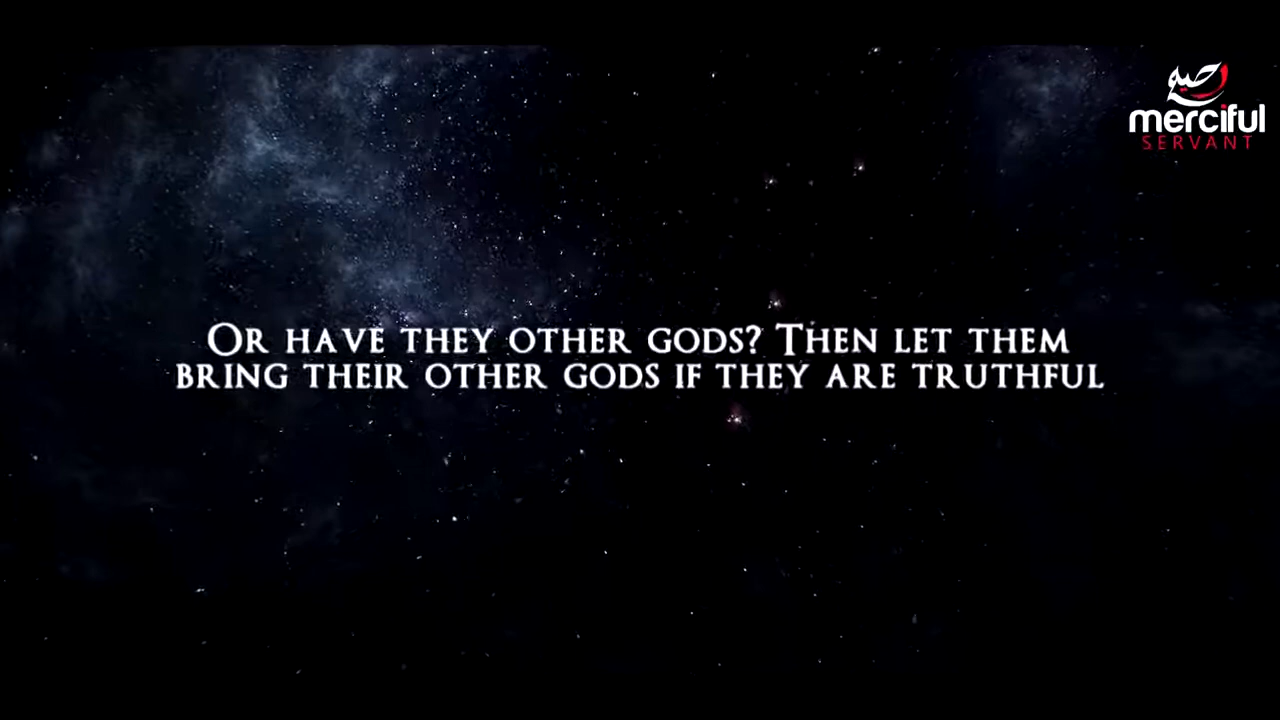 merciful
SERVANT
Or have they other gods? Then let them
bring their other gods if they are truthful